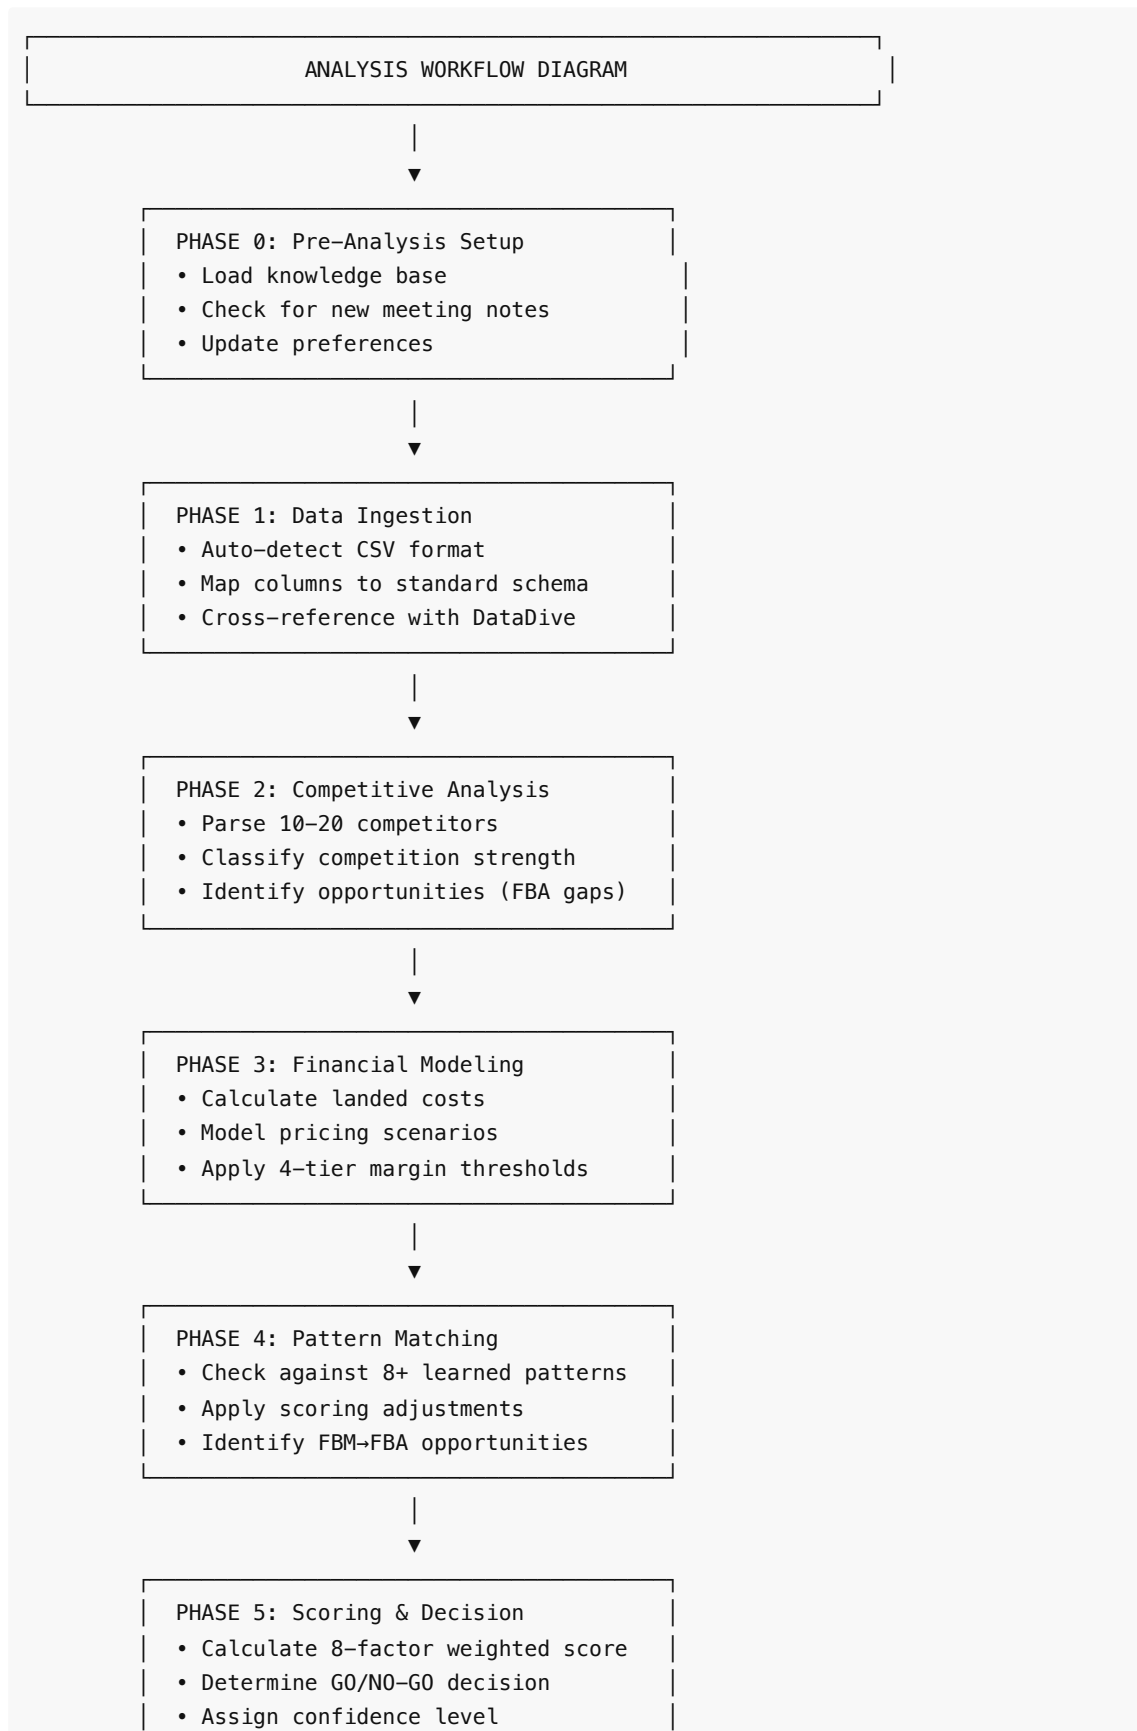 ANALYSIS WORKFLOW DIAGRAM
PHASE 0: Pre-Analysis Setup
• Load knowledge base
• Check for new meeting notes
• Update preferences
PHASE 1: Data Ingestion
• Auto-detect CSV format
• Map columns to standard schema
• Cross-reference with DataDive
PHASE 2: Competitive Analysis
• Parse 10-20 competitors
• Classify competition strength
• Identify opportunities (FBA gaps)
PHASE 3: Financial Modeling
• Calculate landed costs
• Model pricing scenarios
• Apply 4-tier margin thresholds
PHASE 4: Pattern Matching
• Check against 8+ learned patterns
• Apply scoring adjustments
• Identify FBM→FBA opportunities
PHASE 5: Scoring & Decision
• Calculate 8-factor weighted score
• Determine GO/NO-GO decision
• Assign confidence level